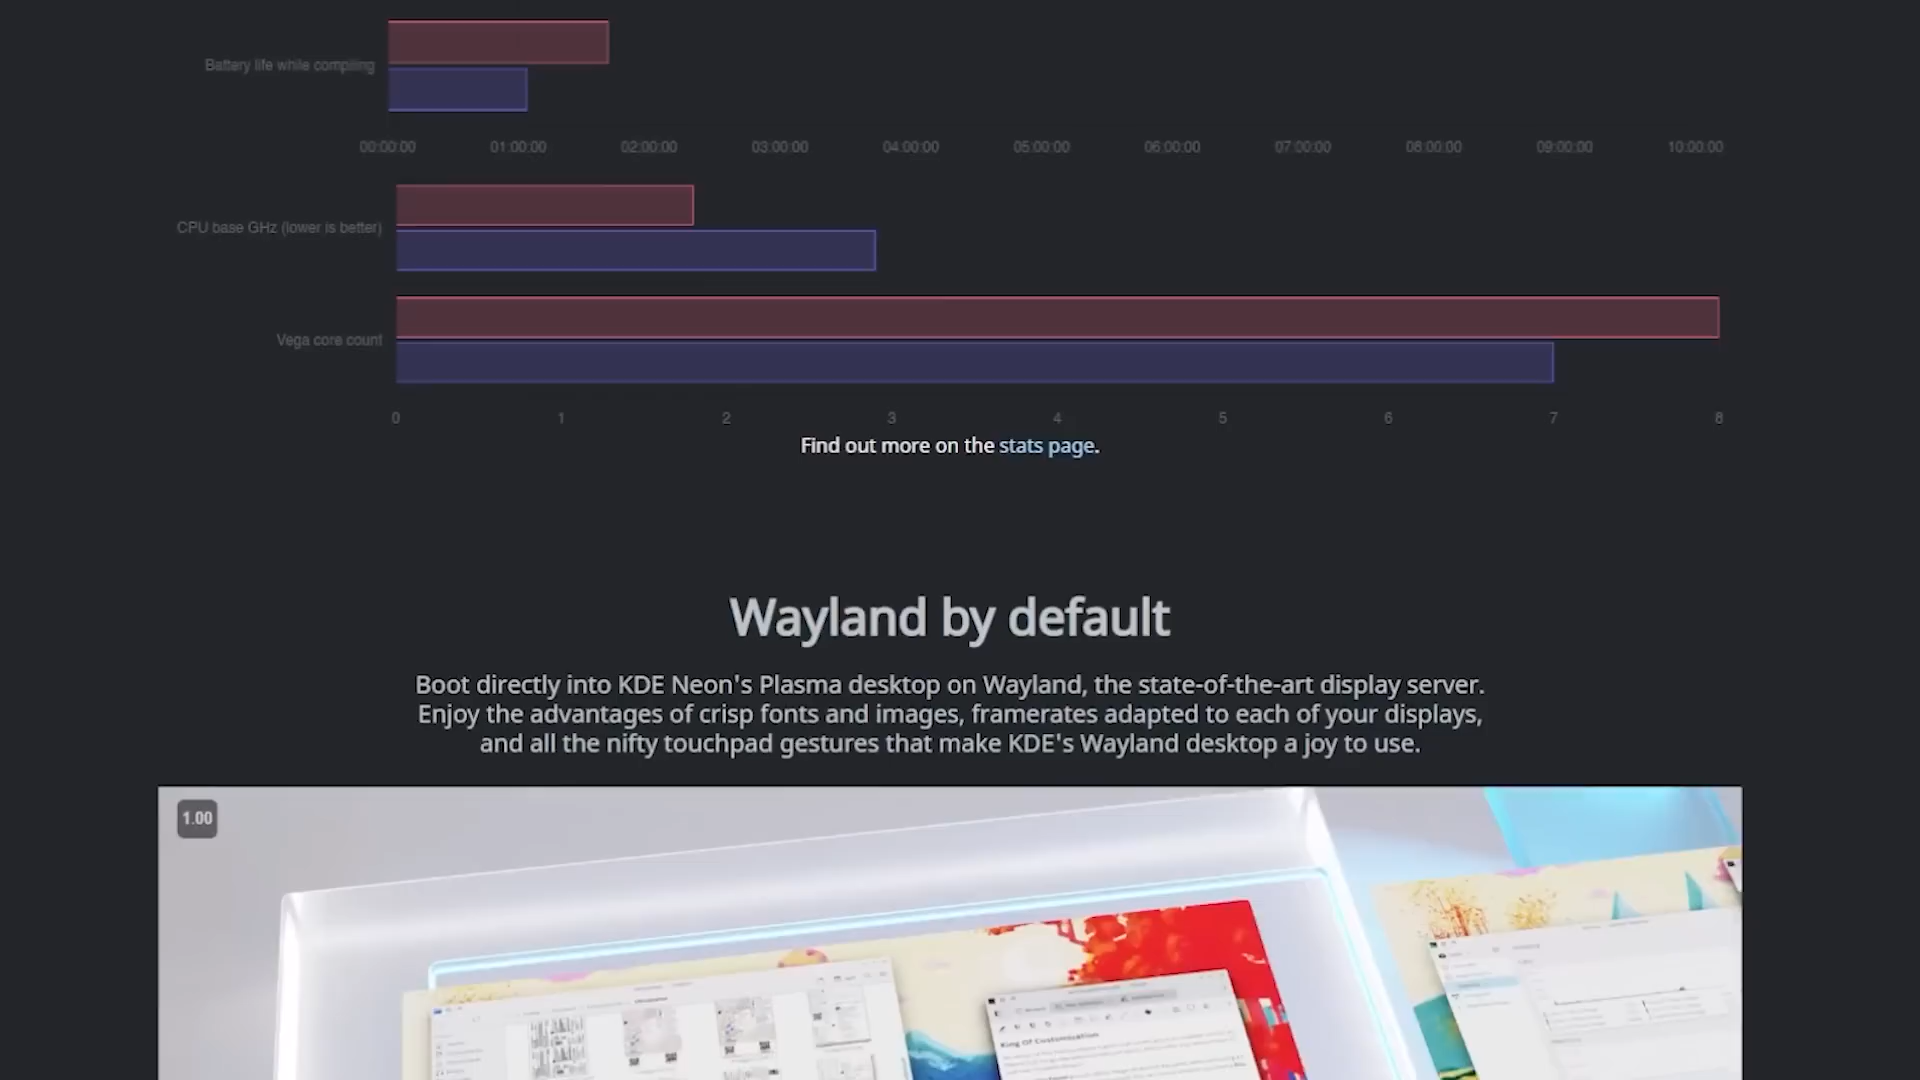 Battery life while compiling
00:00:00 01:00:00 02:00:00 03:00:00 04:00:00 05:00:00 06:00:00 07:00:00 08:00:00 09:00:00 10:00:00
CPU base GHz (lower is better)
Vega core count
0 1 2 3 4 5 6 7 8
Find out more on the stats page.
Wayland by default
Boot directly into KDE Neon's Plasma desktop on Wayland, the state-of-the-art display server.
Enjoy the advantages of crisp fonts and images, framerates adapted to each of your displays,
and all the nifty touchpad gestures that make KDE's Wayland desktop a joy to use.
1.00
King Of Customization